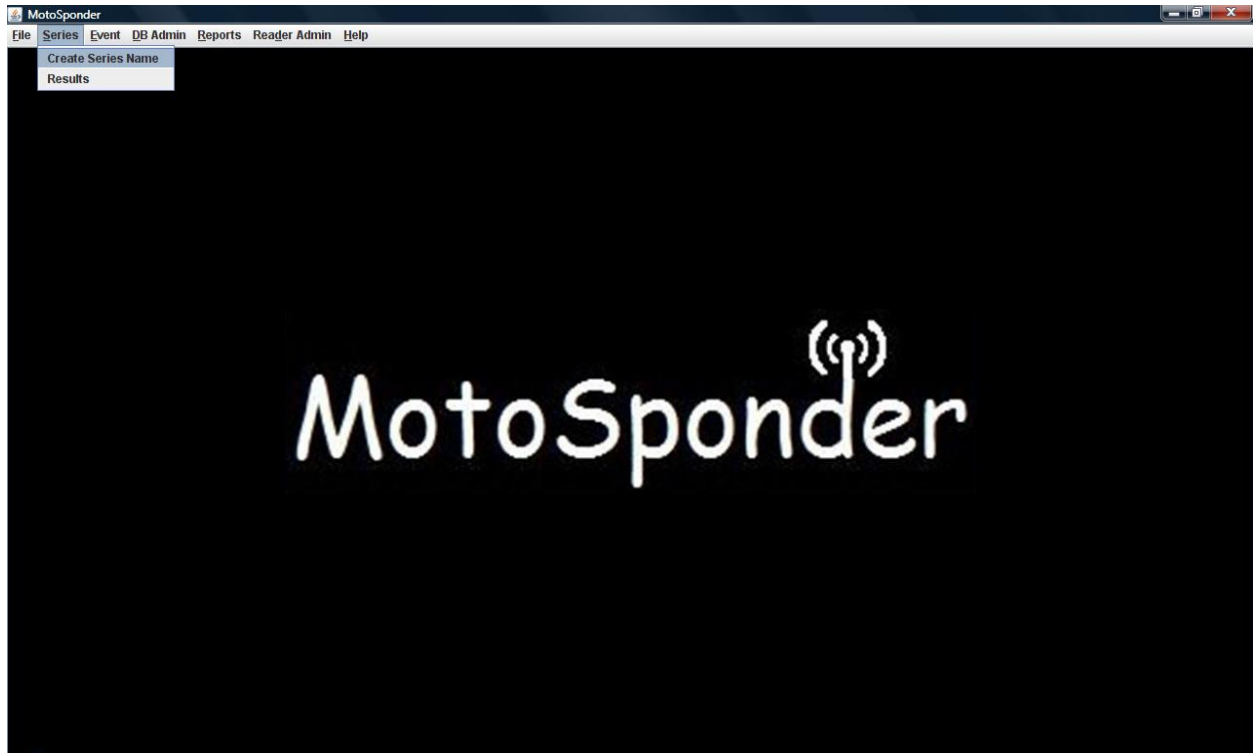 MotoSponder
File Series Event DB Admin Reports Reader Admin Help
Create Series Name
Results
MotoSponder